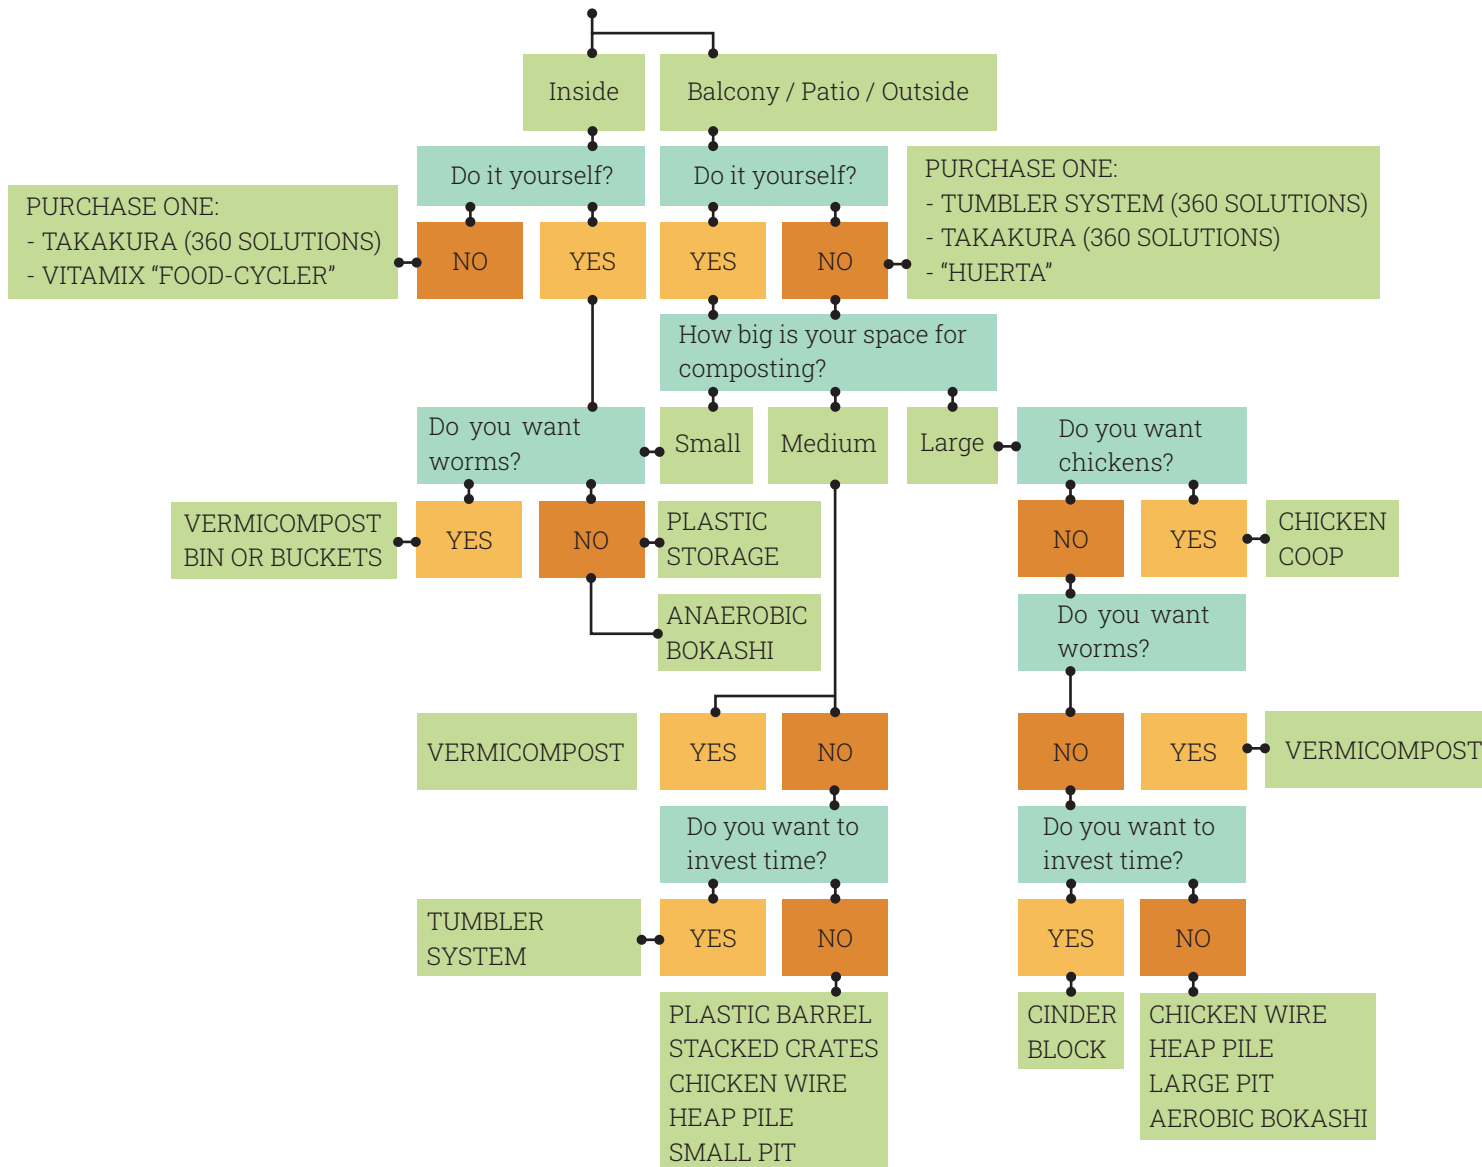 Inside
Balcony / Patio / Outside
Do it yourself?
Do it yourself?
PURCHASE ONE:
- TAKAKURA (360 SOLUTIONS)
- VITAMIX “FOOD-CYCLER”
NO
YES
YES
NO
PURCHASE ONE:
- TUMBLER SYSTEM (360 SOLUTIONS)
- TAKAKURA (360 SOLUTIONS)
- “HUERTA”
How big is your space for
composting?
Do you want
worms?
Small
Medium
Large
Do you want
chickens?
VERMICOMPOST
BIN OR BUCKETS
YES
NO
PLASTIC
STORAGE
NO
YES
CHICKEN
COOP
ANAEROBIC
BOKASHI
Do you want
worms?
VERMICOMPOST
YES
NO
NO
YES
VERMICOMPOST
Do you want to
invest time?
Do you want to
invest time?
TUMBLER
SYSTEM
YES
NO
YES
NO
PLASTIC BARREL
STACKED CRATES
CHICKEN WIRE
HEAP PILE
SMALL PIT
CINDER
BLOCK
CHICKEN WIRE
HEAP PILE
LARGE PIT
AEROBIC BOKASHI